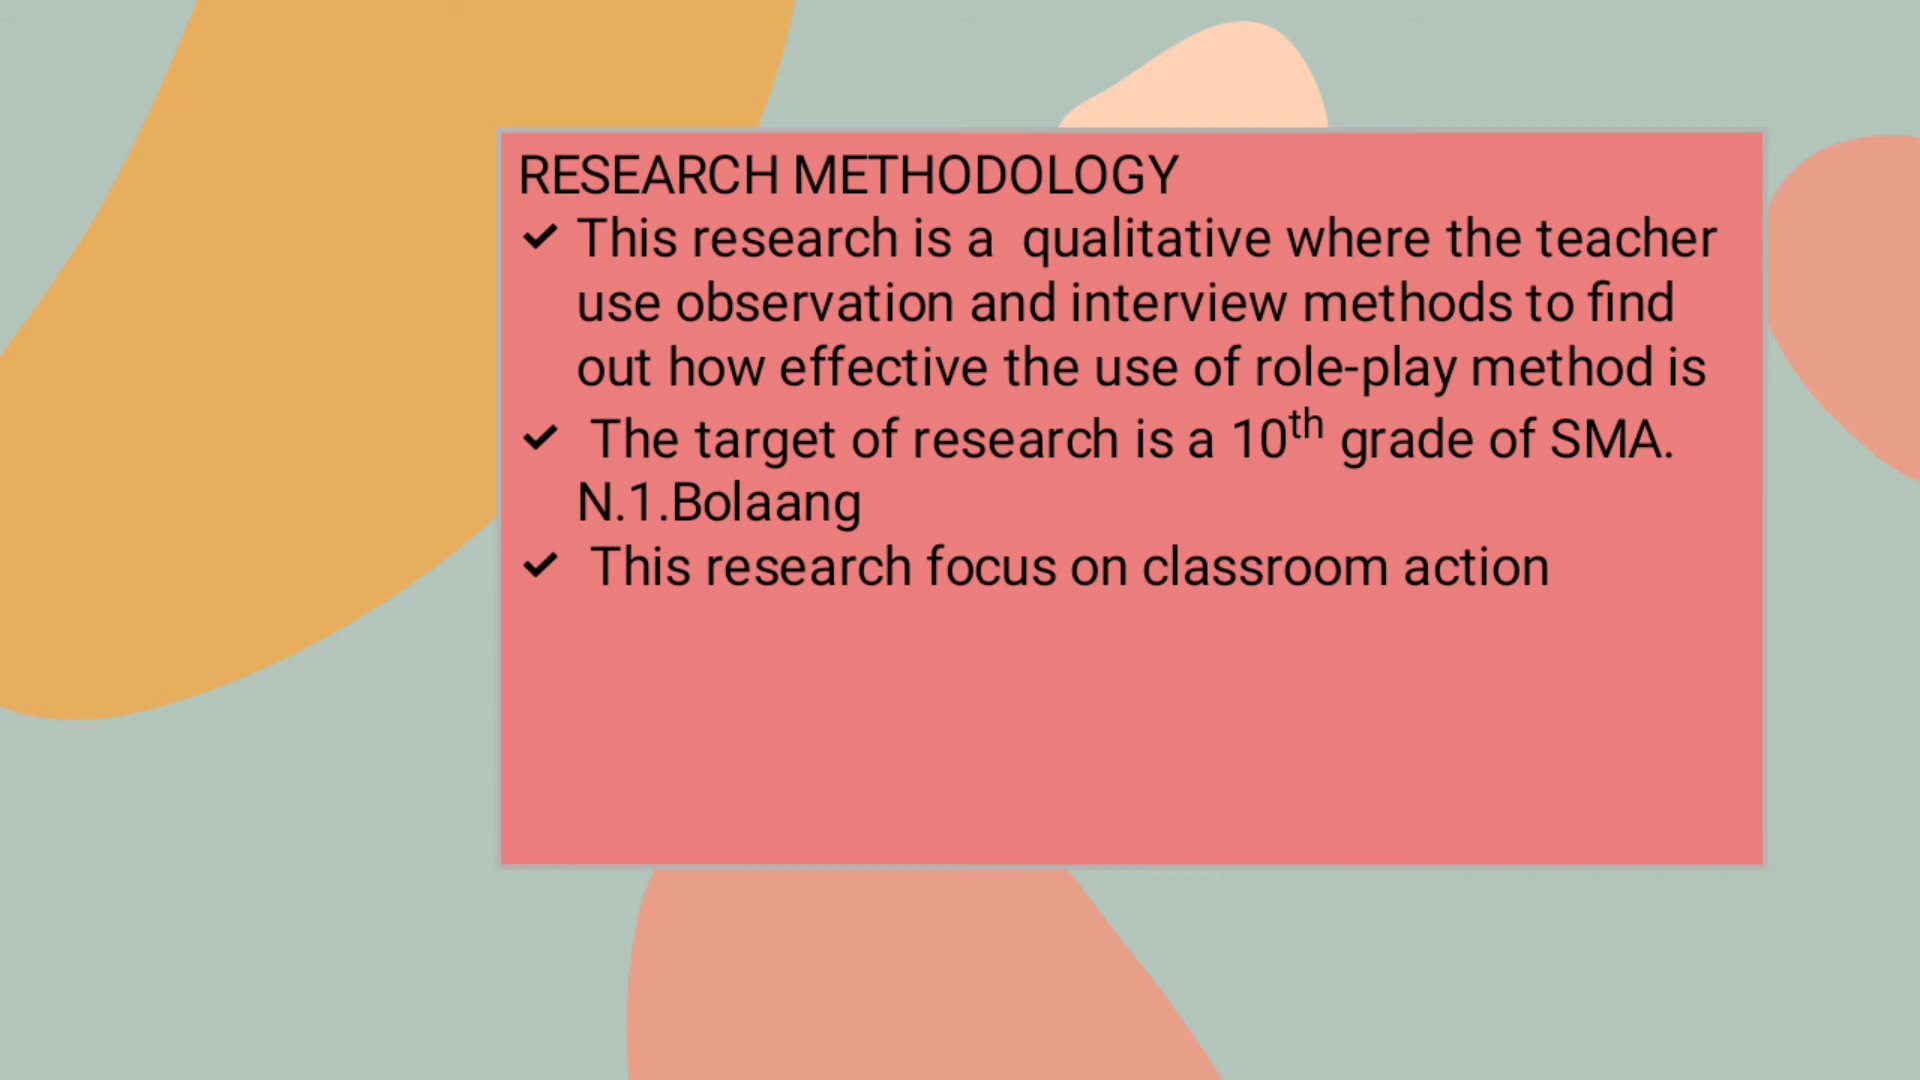 RESEARCH METHODOLOGY
✔ This research is a  qualitative where the teacher
use observation and interview methods to find
out how effective the use of role-play method is
✔ The target of research is a 10th grade of SMA.
N.1.Bolaang
✔ This research focus on classroom action